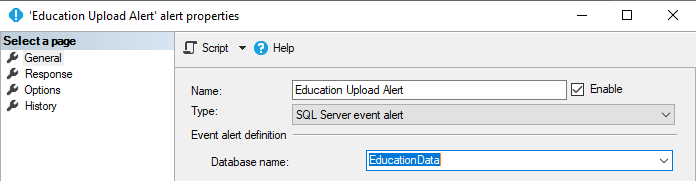 'Education Upload Alert' alert properties
Select a page
General
Response
Options
History
Script
Help
Name:
Education Upload Alert
Enable
Type:
SQL Server event alert
Event alert definition
Database name:
EducationData